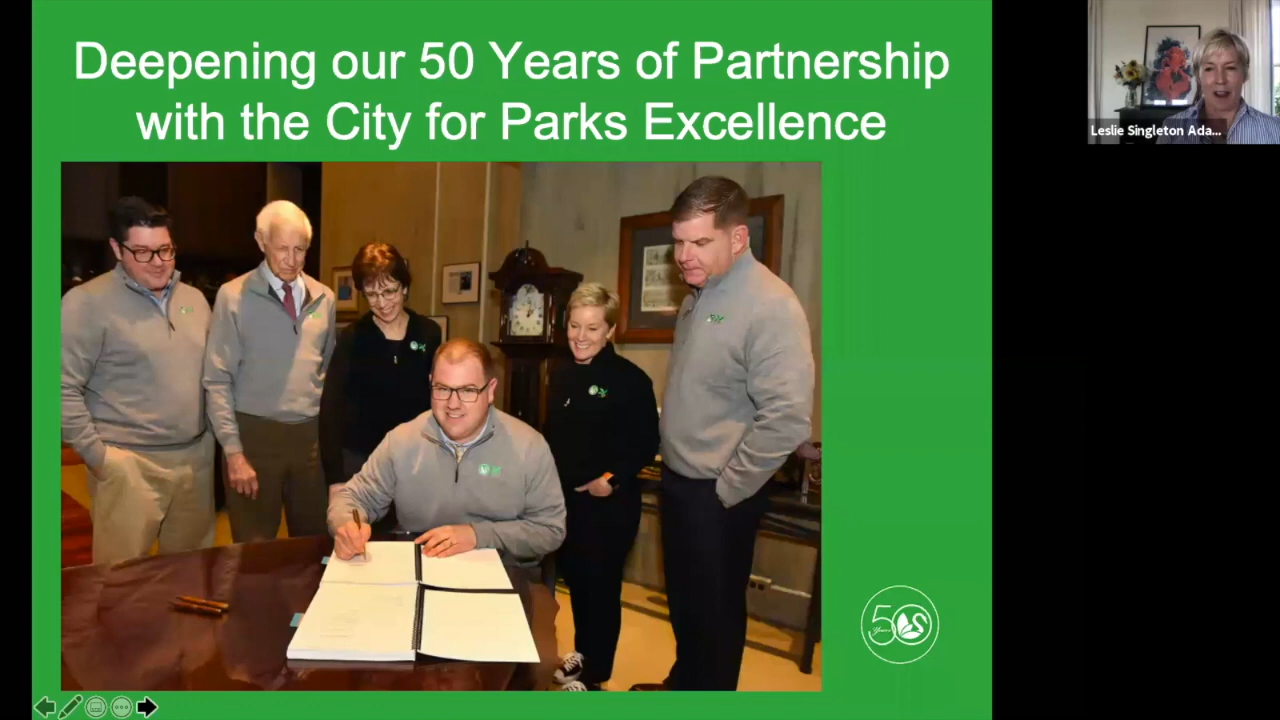 Deepening our 50 Years of Partnership
with the City for Parks Excellence
Leslie Singleton Ada...
50
Years